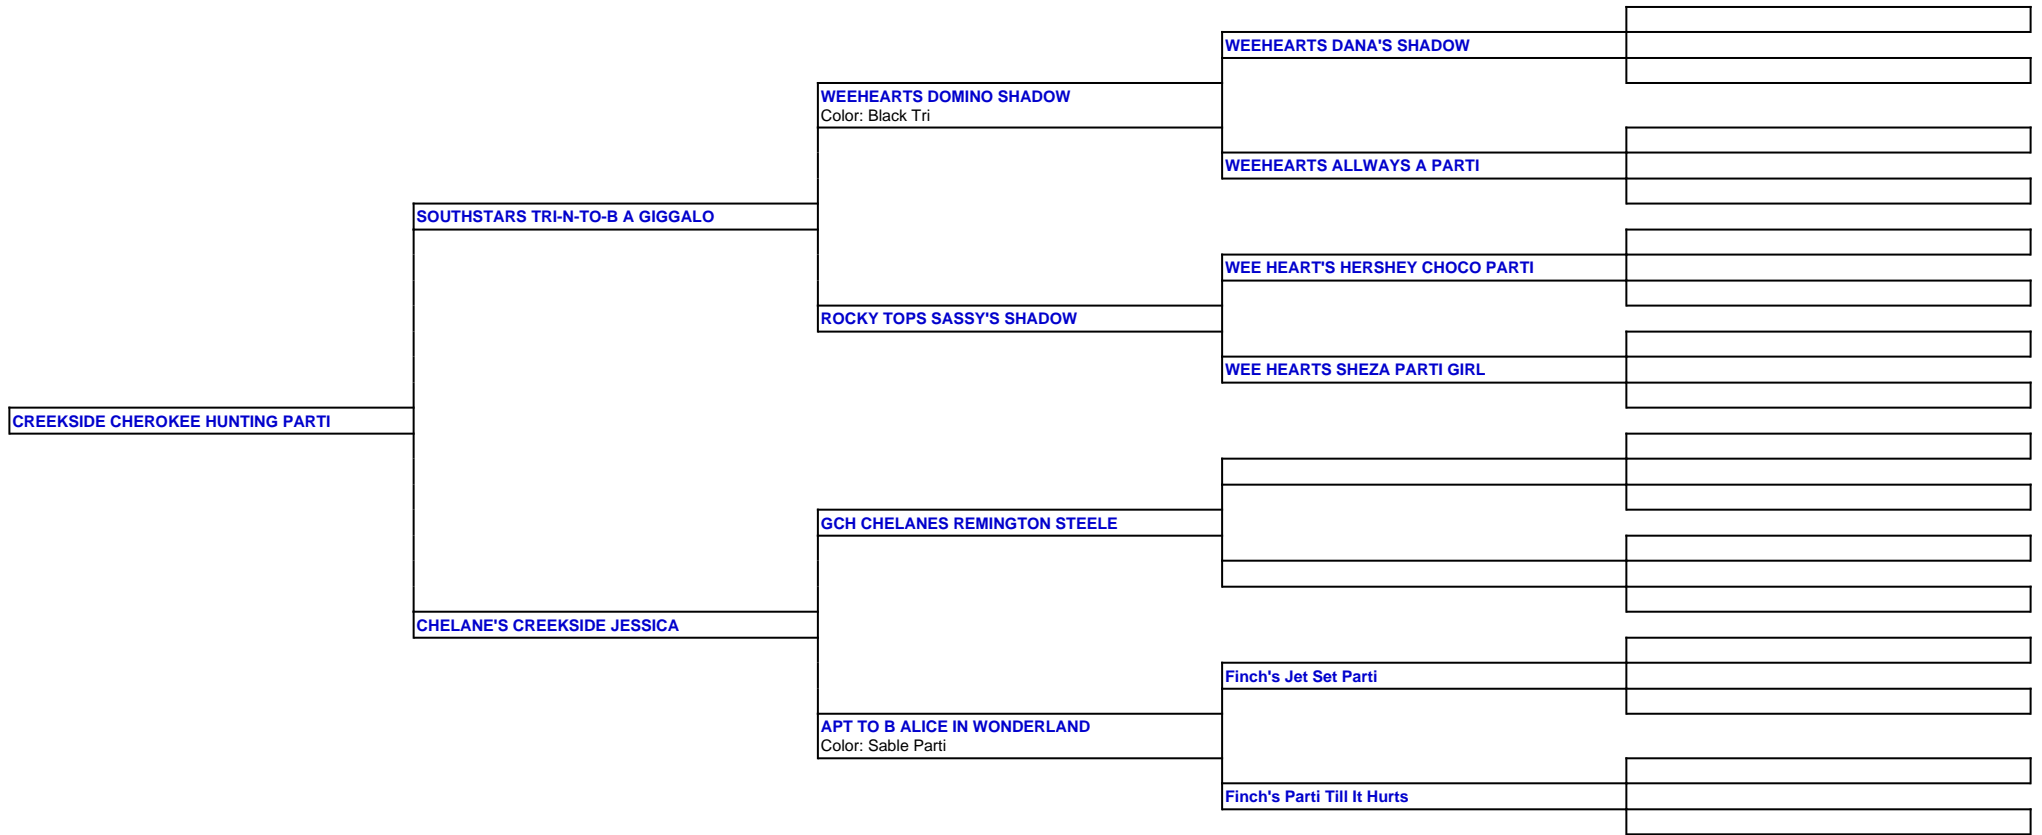 WEEHEARTS DANA'S SHADOW
WEEHEARTS DOMINO SHADOW
Color: Black Tri
WEEHEARTS ALLWAYS A PARTI
SOUTHSTARS TRI-N-TO-B A GIGGALO
WEE HEART'S HERSHEY CHOCO PARTI
ROCKY TOPS SASSY'S SHADOW
WEE HEARTS SHEZA PARTI GIRL
CREEKSIDE CHEROKEE HUNTING PARTI
GCH CHELANES REMINGTON STEELE
CHELANE'S CREEKSIDE JESSICA
Finch's Jet Set Parti
APT TO B ALICE IN WONDERLAND
Color: Sable Parti
Finch's Parti Till It Hurts